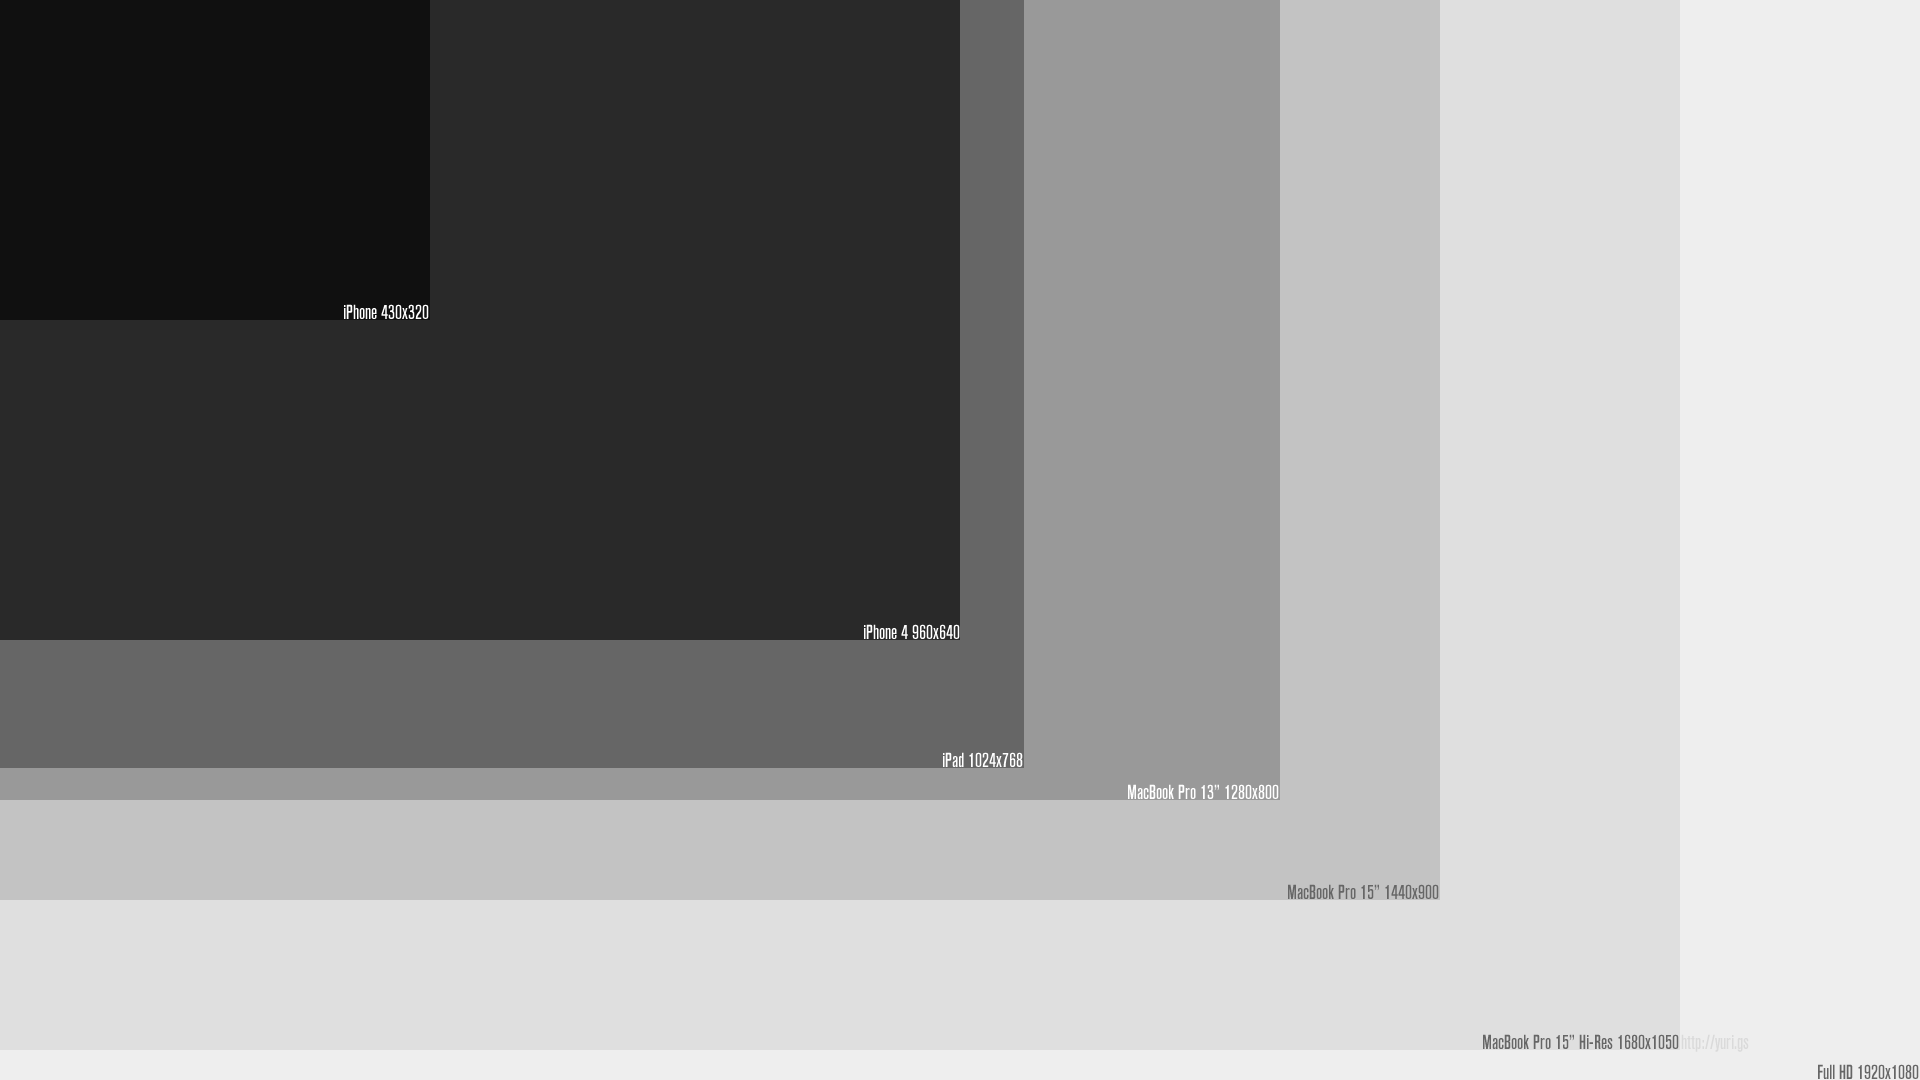 iPhone 430x320
iPhone 4 960x640
iPad 1024x768
MacBook Pro 13” 1280x800
MacBook Pro 15” 1440x900
MacBook Pro 15” Hi-Res 1680x1050 http://yuri.gs
Full HD 1920x1080